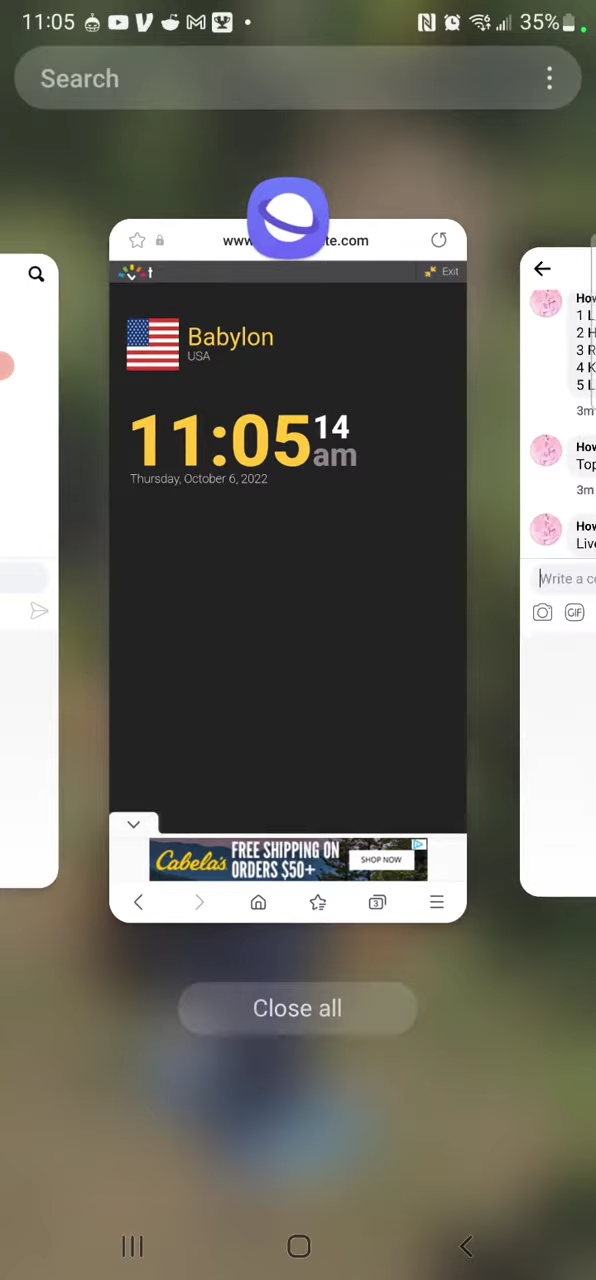 11:05
35%
Search
www
te.com
Exit
Babylon
USA
11:05 14
am
Thursday, October 6, 2022
Cabela's FREE SHIPPING ON
ORDERS $50+
SHOP NOW
3
How
1 L
2 H
3 R
4 K
5 L
3m
How
Top
3m
How
Live
Write a c
GIF
Close all